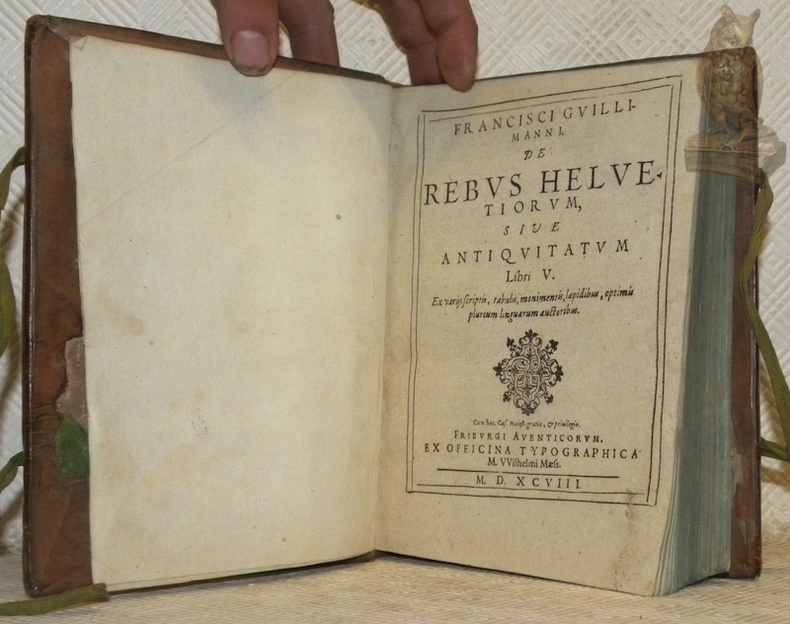 FRANCISCI GVILLI-
MANNI.
DE
REBVS HELVE-
TIORVM,
SIVE
ANTIQVITATVM
Libri V.
Ex varijs scriptis, tabulis, monimentis, lapidibus, optimis
plurium linguarum auctoribus.
Cum Sac. Cæs. Maiest. gratia, & priuilegio.
FRIBVRGI AVENTICORVM,
EX OFFICINA TYPOGRAPHICA
M. VVilhelmi Mæss.
M. D. XCVIII.